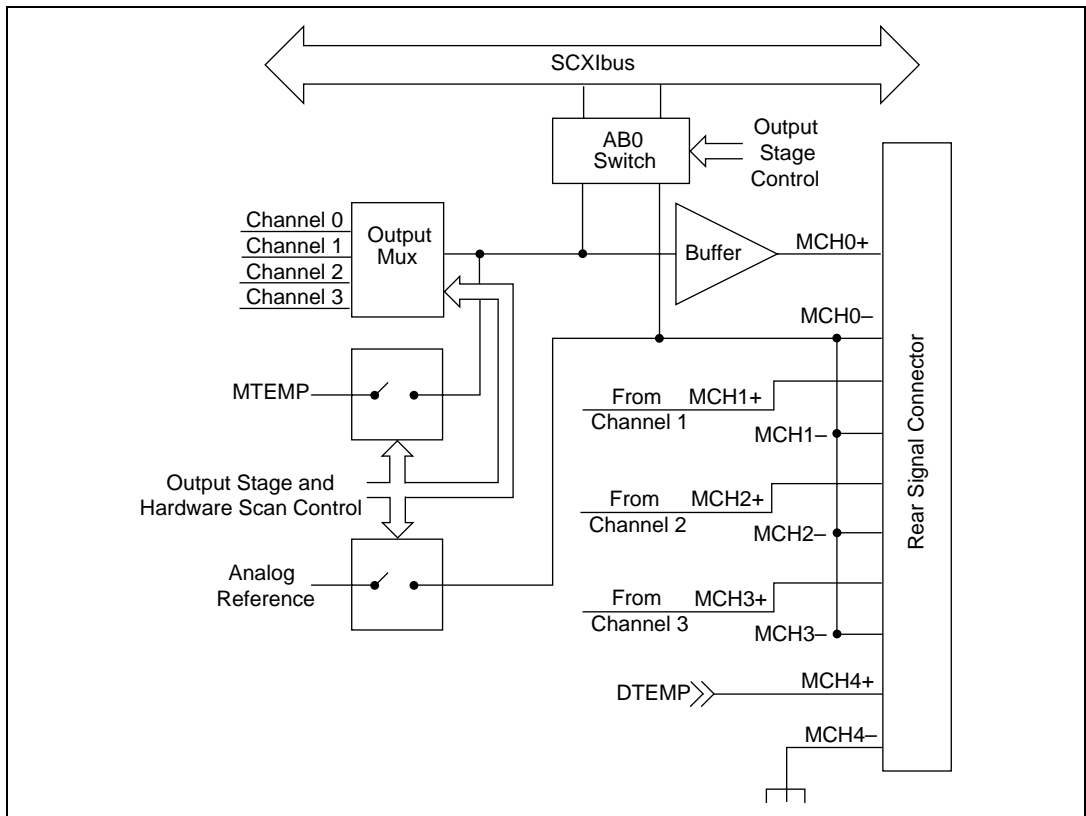 SCXIbus
AB0
Switch
Output
Stage
Control
Channel 0
Channel 1
Channel 2
Channel 3
Output
Mux
Buffer
MCH0+
MCH0–
MTEMP
From MCH1+
Channel 1
MCH1–
Output Stage and
Hardware Scan Control
From MCH2+
Channel 2
MCH2–
Analog
Reference
From MCH3+
Channel 3
MCH3–
DTEMP
MCH4+
MCH4–
Rear Signal Connector